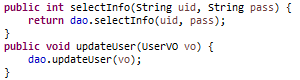 public int selectInfo(String uid, String pass) {
    return dao.selectInfo(uid, pass);
}
public void updateUser(UserVO vo) {
    dao.updateUser(vo);
}